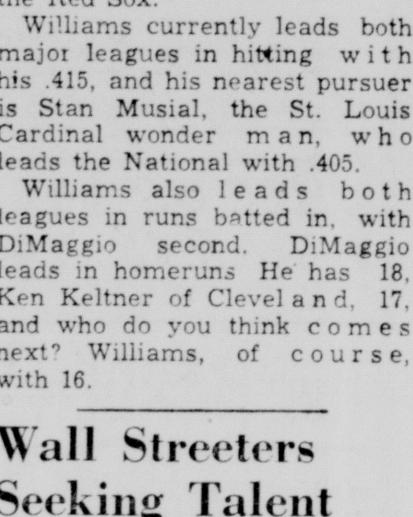 the Red Sox.
Williams currently leads both
major leagues in hitting with
his .415, and his nearest pursuer
is Stan Musial, the St. Louis
Cardinal wonder man, who
leads the National with .405.
Williams also leads both
leagues in runs batted in, with
DiMaggio second. DiMaggio
leads in homeruns He has 18,
Ken Keltner of Cleveland, 17,
and who do you think comes
next? Williams, of course,
with 16.
Wall Streeters
Seeking Talent